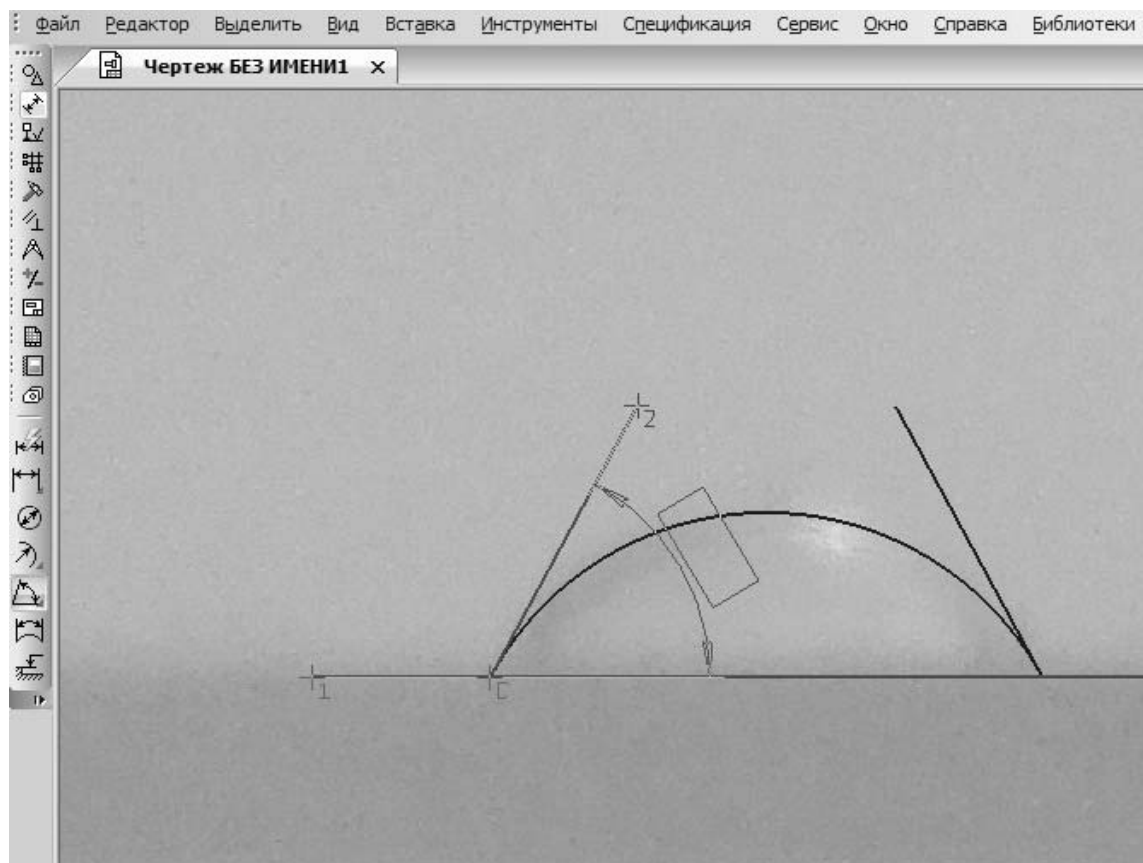 Файл Редактор Выделить Вид Вставка Инструменты Спецификация Сервис Окно Справка Библиотеки
Чертеж БЕЗ ИМЕНИ1
2
1
C